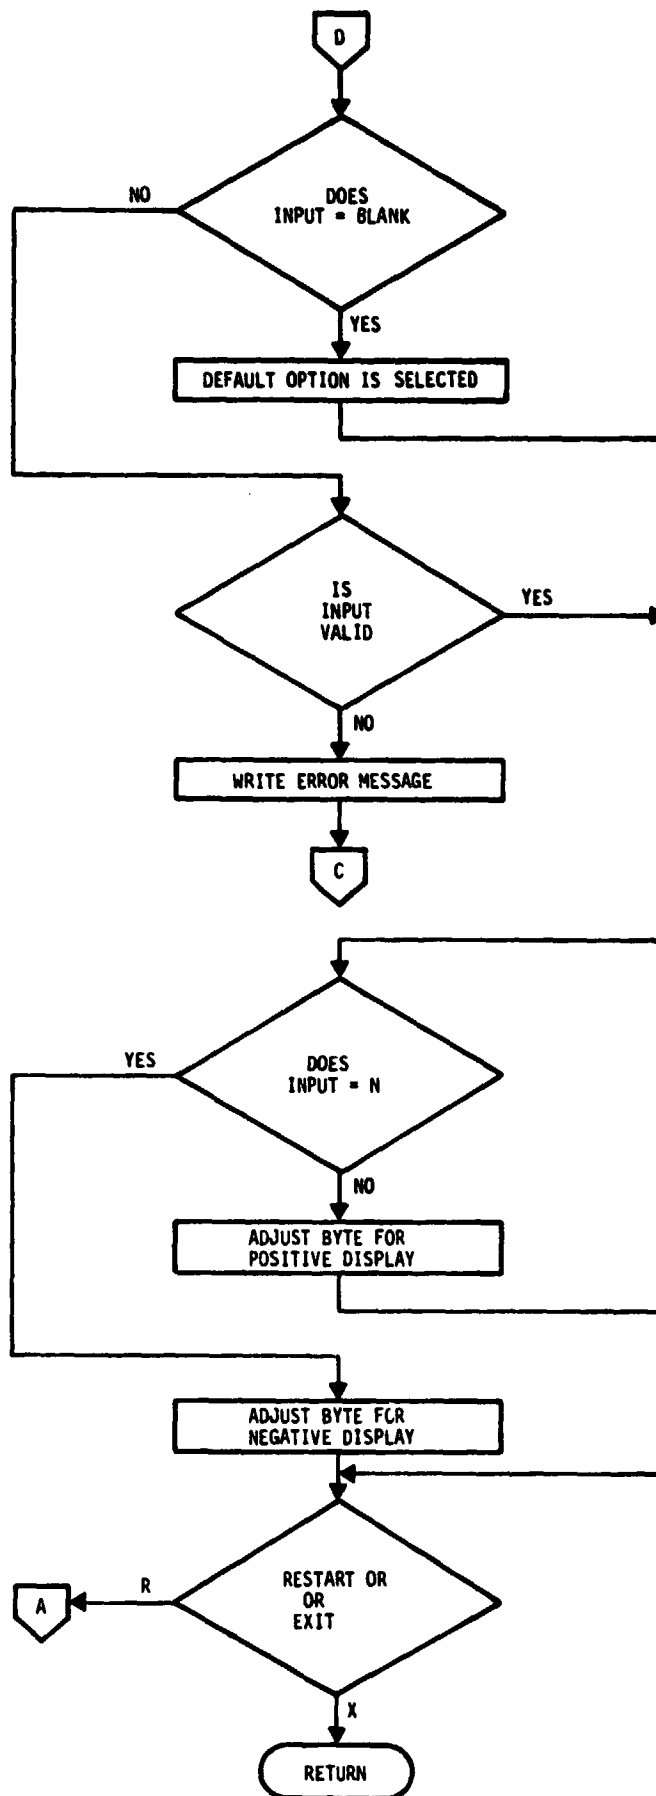 D
DOES
INPUT = BLANK
NO
YES
DEFAULT OPTION IS SELECTED
IS
INPUT
VALID
YES
NO
WRITE ERROR MESSAGE
C
DOES
INPUT = N
YES
NO
ADJUST BYTE FOR
POSITIVE DISPLAY
ADJUST BYTE FOR
NEGATIVE DISPLAY
RESTART OR
OR
EXIT
R
A
X
RETURN